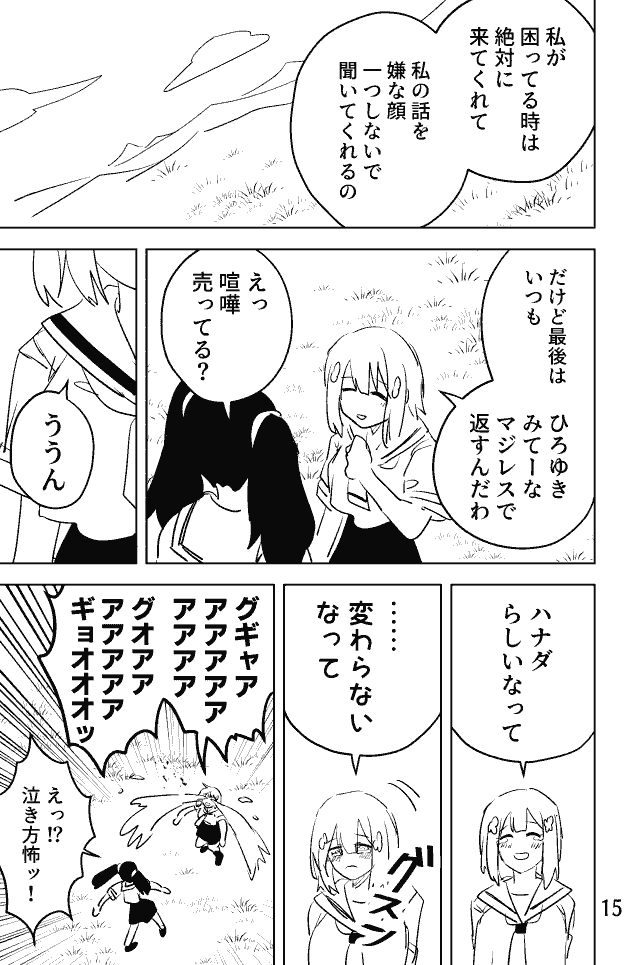 私が
困ってる時は
絶対に
来てくれて
私の話を
嫌な顔
一つしないで
聞いてくれるの
だけど最後は
いつも
ひろゆき
みてーな
マジレスで
返すんだわ
えっ
喧嘩
売ってる?
ううん
ハナダ
らしいなって
……
変わらない
なって
グスン
グギャア
アアアアア
アアアア
グオアア
アアアアア
ギョオオオオッ
えっ!?
泣き方怖ッ!
15